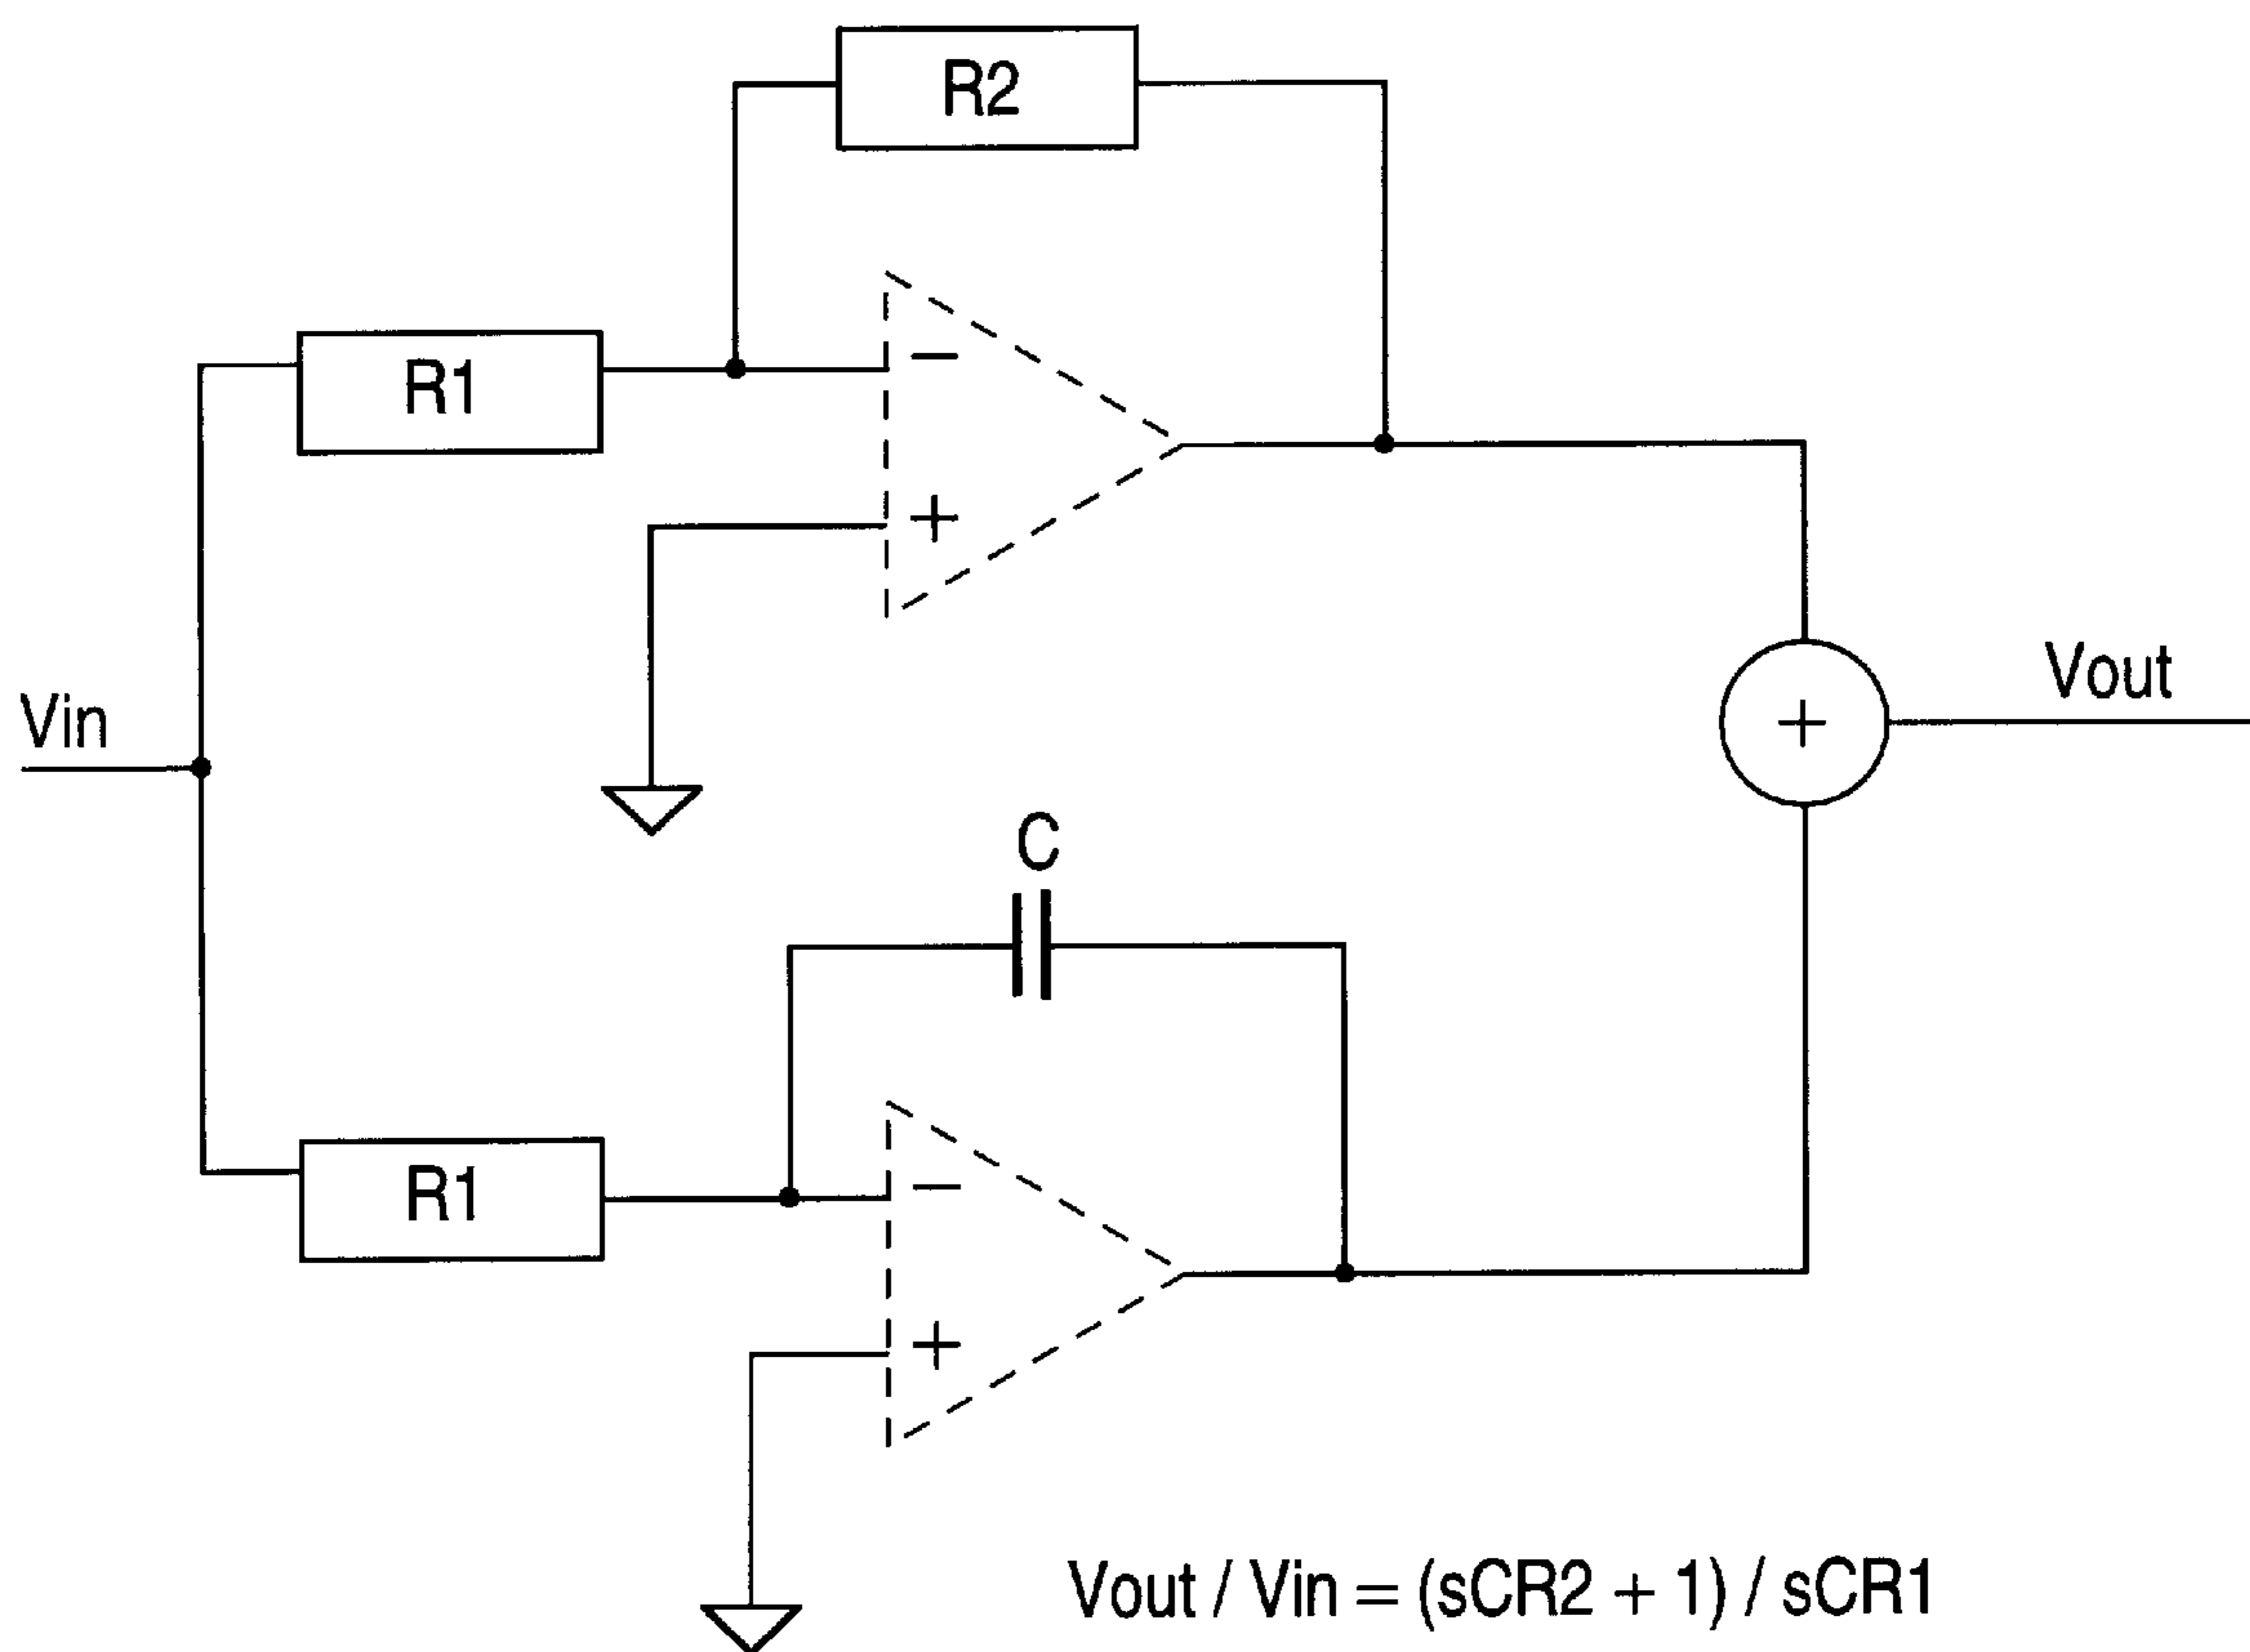 R2
−
R1
+
Vout
Vin
+
C
−
R1
+
Vout / Vin = (sCR2 + 1) / sCR1